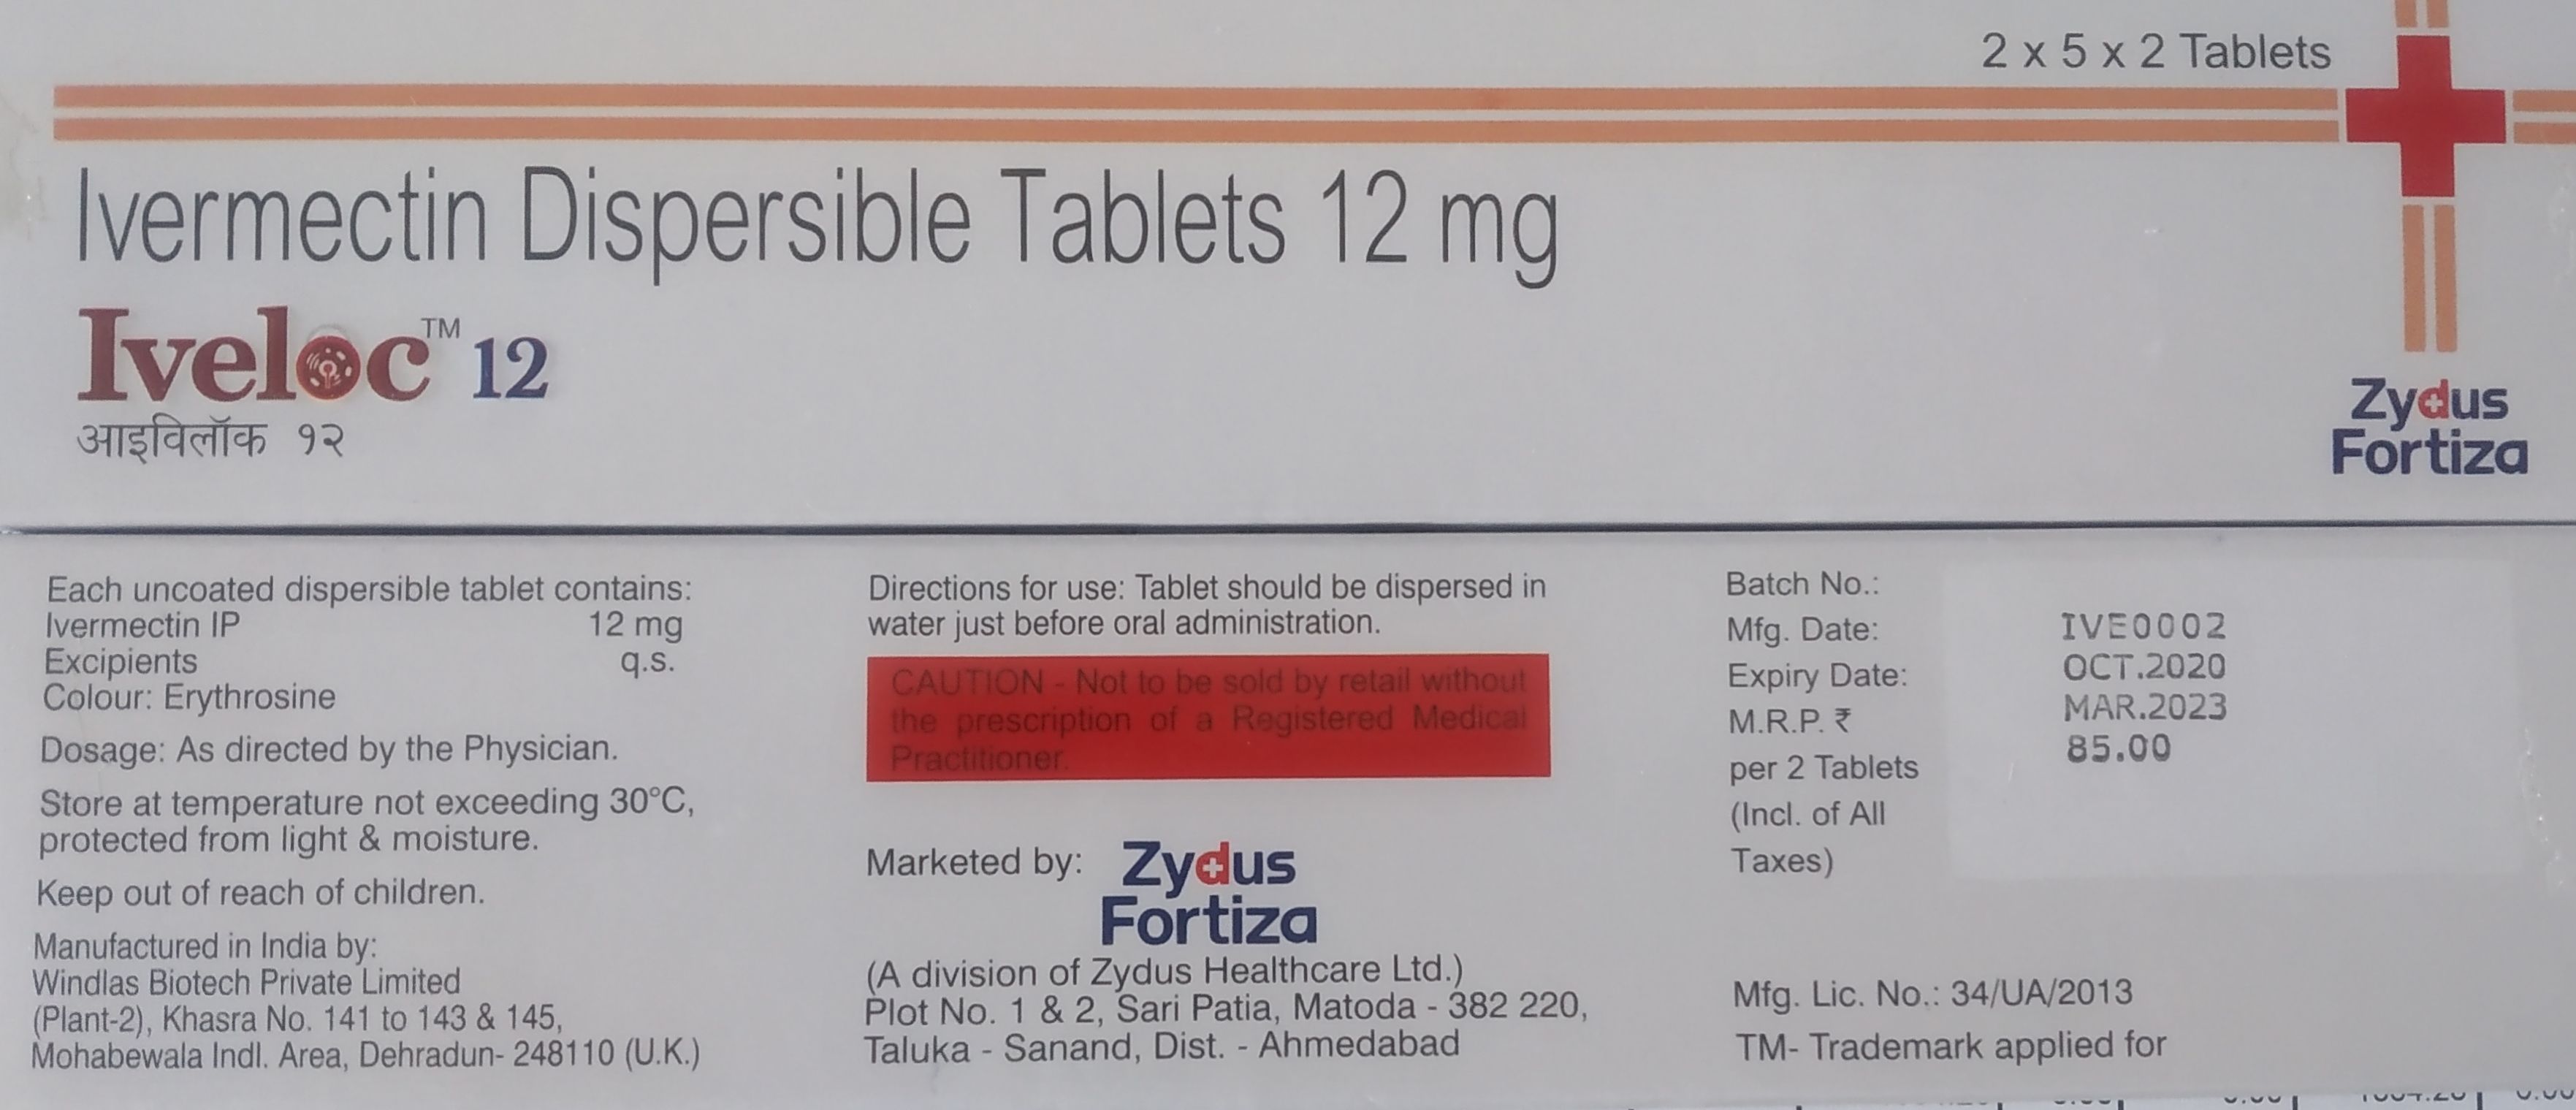 2 x 5 x 2 Tablets
Ivermectin Dispersible Tablets 12 mg
Iveloc™ 12
आइविलॉक १२
Zydus
Fortiza
Each uncoated dispersible tablet contains:
Ivermectin IP 12 mg
Excipients q.s.
Colour: Erythrosine
Dosage: As directed by the Physician.
Store at temperature not exceeding 30°C,
protected from light & moisture.
Keep out of reach of children.
Manufactured in India by:
Windlas Biotech Private Limited
(Plant-2), Khasra No. 141 to 143 & 145,
Mohabewala Indl. Area, Dehradun- 248110 (U.K.)
Directions for use: Tablet should be dispersed in
water just before oral administration.
CAUTION - Not to be sold by retail without
the prescription of a Registered Medical
Practitioner.
Marketed by: Zydus
Fortiza
(A division of Zydus Healthcare Ltd.)
Plot No. 1 & 2, Sari Patia, Matoda - 382 220,
Taluka - Sanand, Dist. - Ahmedabad
Batch No.:
Mfg. Date:
Expiry Date:
M.R.P. ₹
per 2 Tablets
(Incl. of All
Taxes)
IVE0002
OCT.2020
MAR.2023
85.00
Mfg. Lic. No.: 34/UA/2013
TM- Trademark applied for